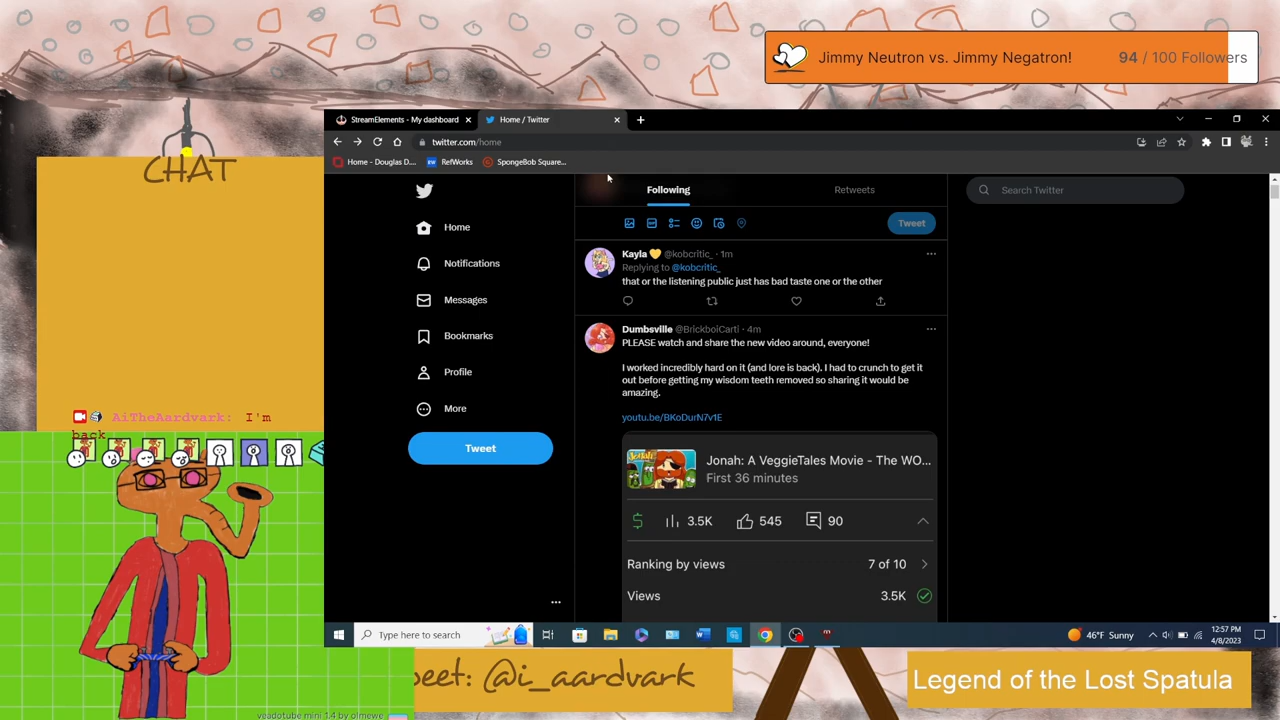 Jimmy Neutron vs. Jimmy Negatron!
94 / 100 Followers
CHAT
AiTheAardvark: I'm
back
StreamElements - My dashboard
Home / Twitter
twitter.com/home
Home - Douglas D....
RefWorks
SpongeBob Square...
Following
Retweets
Search Twitter
Home
Notifications
Messages
Bookmarks
Profile
More
Tweet
Tweet
Kayla 💛 @kobcritic_ · 1m
Replying to @kobcritic_
that or the listening public just has bad taste one or the other
Dumbsville @BrickboiCarti · 4m
PLEASE watch and share the new video around, everyone!
I worked incredibly hard on it (and lore is back). I had to crunch to get it
out before getting my wisdom teeth removed so sharing it would be
amazing.
youtu.be/BKoDurN7v1E
Jonah: A VeggieTales Movie - The WO...
First 36 minutes
3.5K
545
90
Ranking by views
7 of 10
Views
3.5K
Type here to search
46°F Sunny
12:57 PM
4/8/2023
eet: @i_aardvark
Legend of the Lost Spatula
veadotube mini 1.4 by olmewe